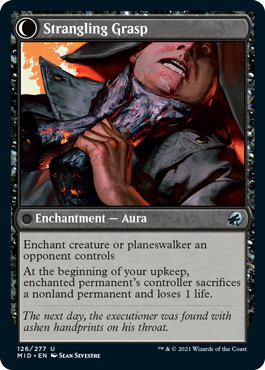 Strangling Grasp
Enchantment — Aura
Enchant creature or planeswalker an
opponent controls
At the beginning of your upkeep,
enchanted permanent's controller sacrifices
a nonland permanent and loses 1 life.
The next day, the executioner was found with
ashen handprints on his throat.
126/277 U
MID • EN SEAN SEVESTRE
™ & © 2021 Wizards of the Coast